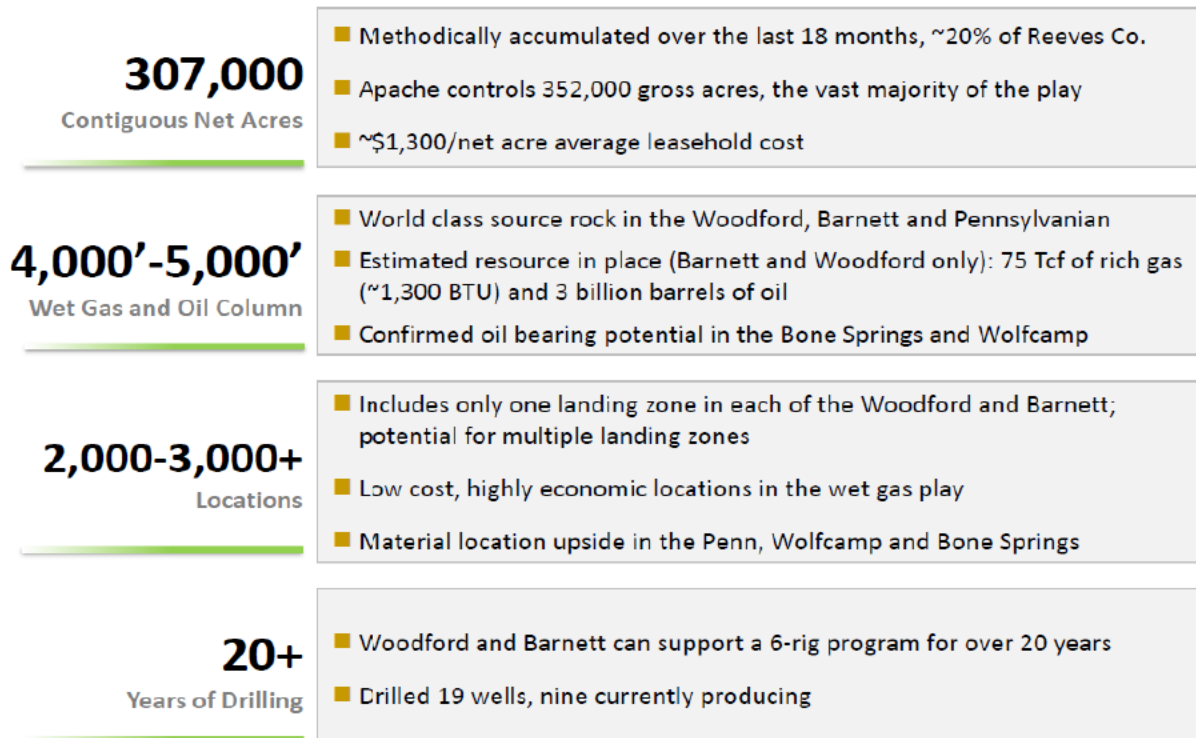 307,000
Contiguous Net Acres
Methodically accumulated over the last 18 months, ~20% of Reeves Co.
Apache controls 352,000 gross acres, the vast majority of the play
~$1,300/net acre average leasehold cost
4,000’-5,000’
Wet Gas and Oil Column
World class source rock in the Woodford, Barnett and Pennsylvanian
Estimated resource in place (Barnett and Woodford only): 75 Tcf of rich gas
(~1,300 BTU) and 3 billion barrels of oil
Confirmed oil bearing potential in the Bone Springs and Wolfcamp
2,000-3,000+
Locations
Includes only one landing zone in each of the Woodford and Barnett;
potential for multiple landing zones
Low cost, highly economic locations in the wet gas play
Material location upside in the Penn, Wolfcamp and Bone Springs
20+
Years of Drilling
Woodford and Barnett can support a 6-rig program for over 20 years
Drilled 19 wells, nine currently producing